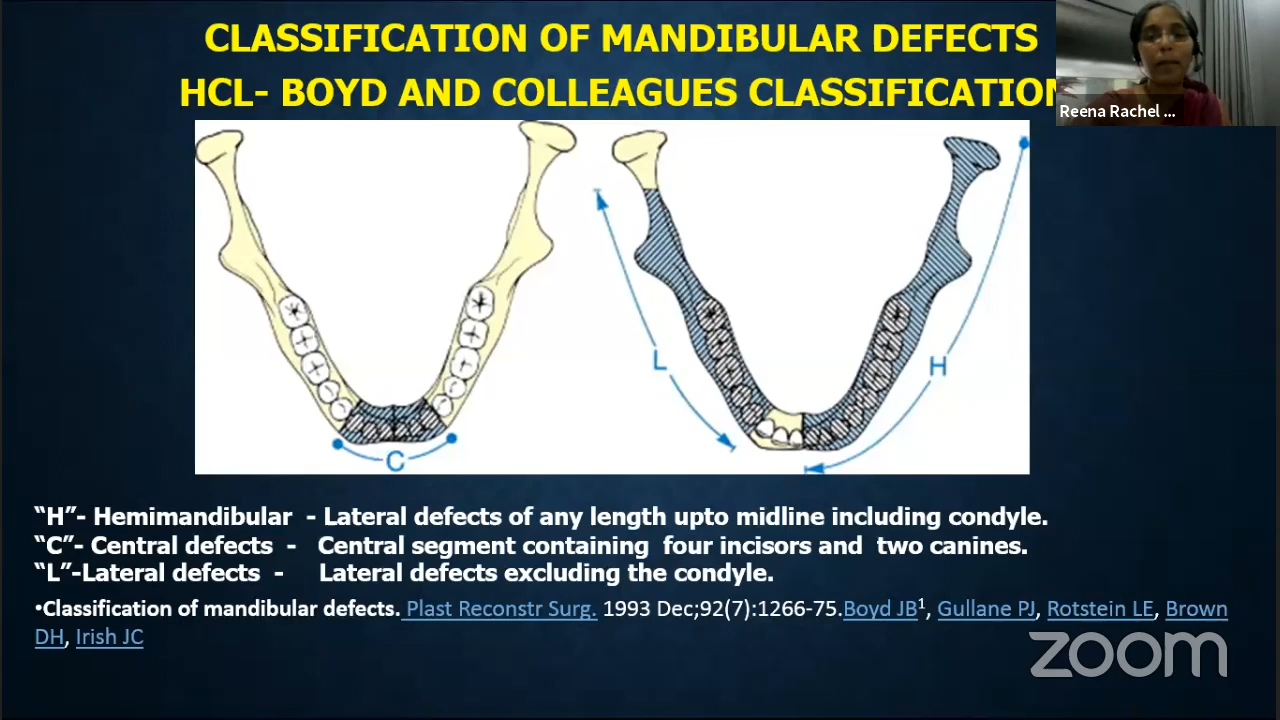 CLASSIFICATION OF MANDIBULAR DEFECTS
HCL- BOYD AND COLLEAGUES CLASSIFICATION
Reena Rachel ...
L
H
C
“H”- Hemimandibular - Lateral defects of any length upto midline including condyle.
“C”- Central defects - Central segment containing four incisors and two canines.
“L”-Lateral defects - Lateral defects excluding the condyle.
•Classification of mandibular defects. Plast Reconstr Surg. 1993 Dec;92(7):1266-75.Boyd JB¹, Gullane PJ, Rotstein LE, Brown
DH, Irish JC
zoom